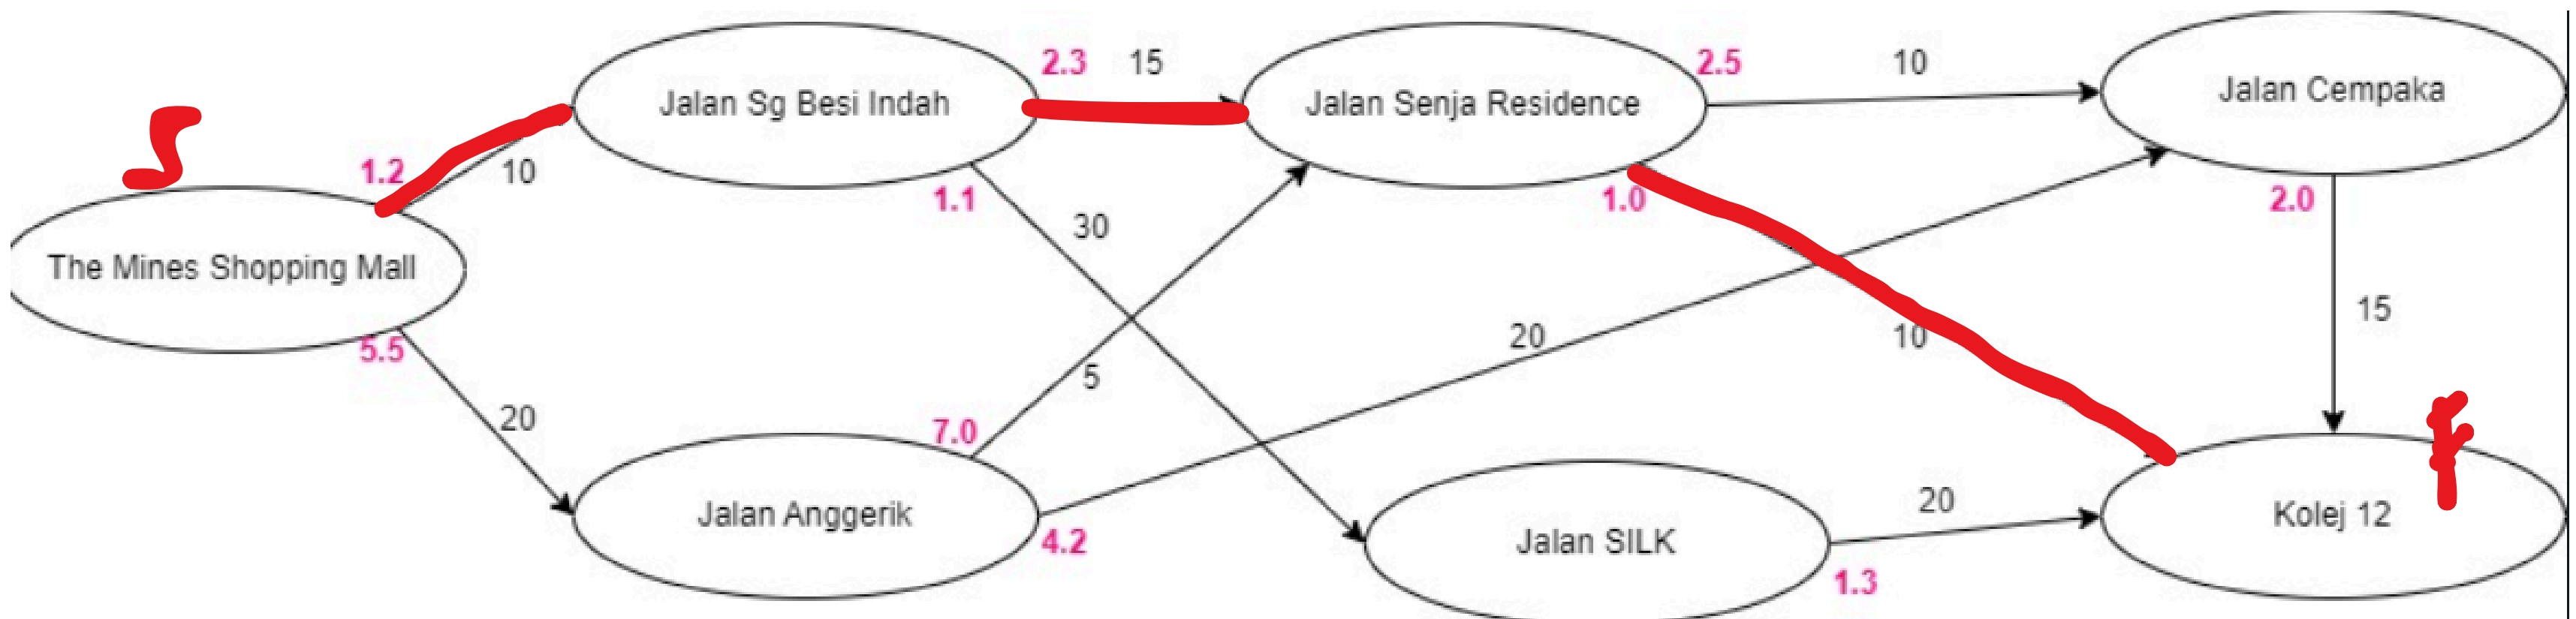 2.3 15
2.5 10
Jalan Sg Besi Indah
Jalan Senja Residence
Jalan Cempaka
S
1.2
10
1.1
1.0
2.0
30
The Mines Shopping Mall
15
5.5
20
10
5
20
7.0
F
4.2
Jalan Anggerik
Jalan SILK
20
Kolej 12
1.3